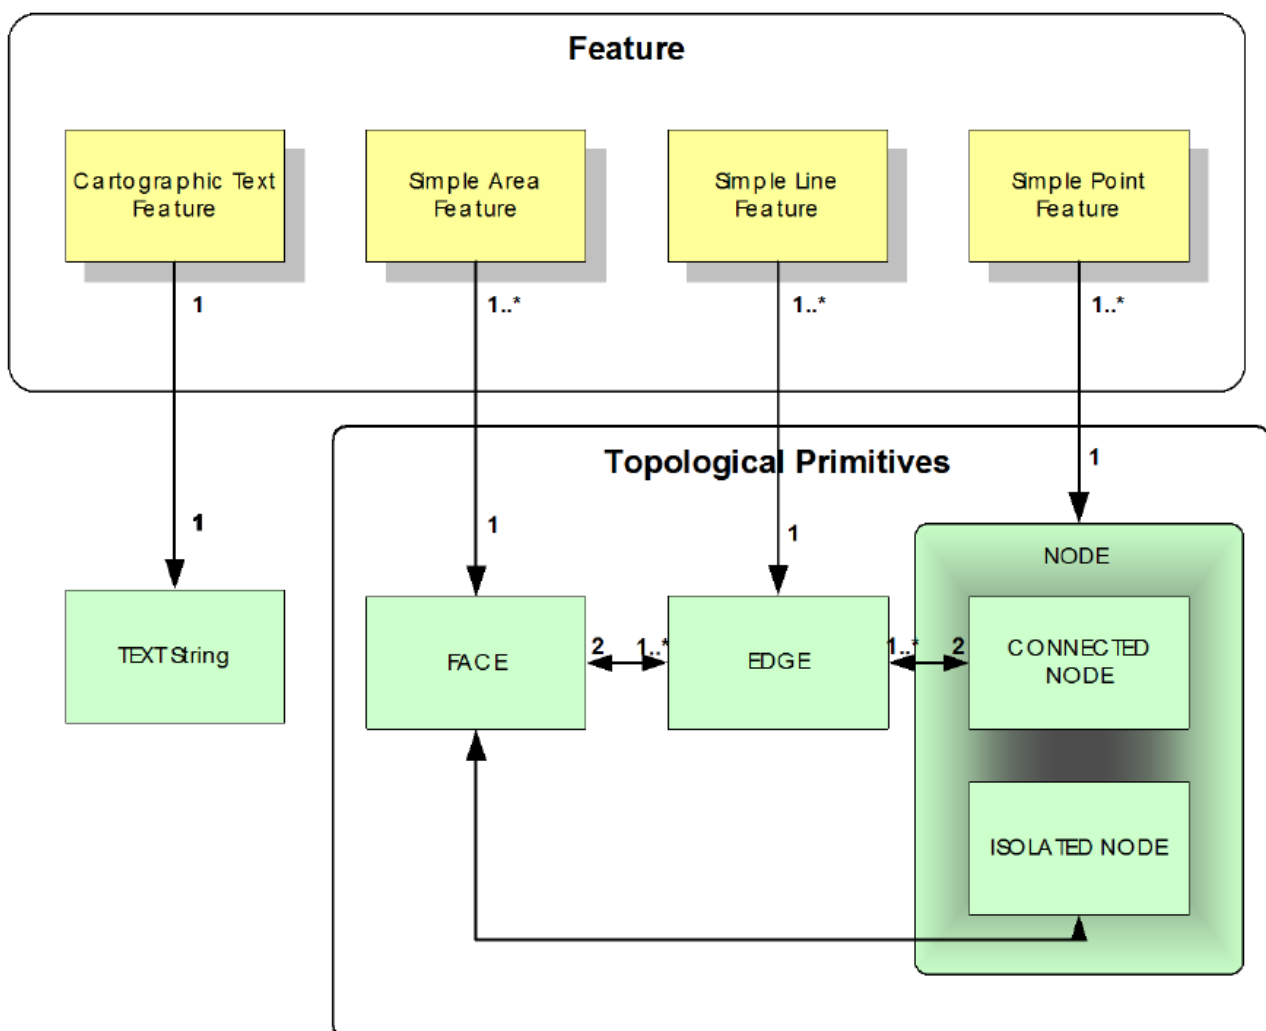 Feature
Cartographic Text
Feature
Simple Area
Feature
Simple Line
Feature
Simple Point
Feature
1
1..*
1..*
1..*
Topological Primitives
1
1
1
1
NODE
TEXT String
FACE
2
1..*
EDGE
1..*
2
CONNECTED
NODE
ISOLATED NODE